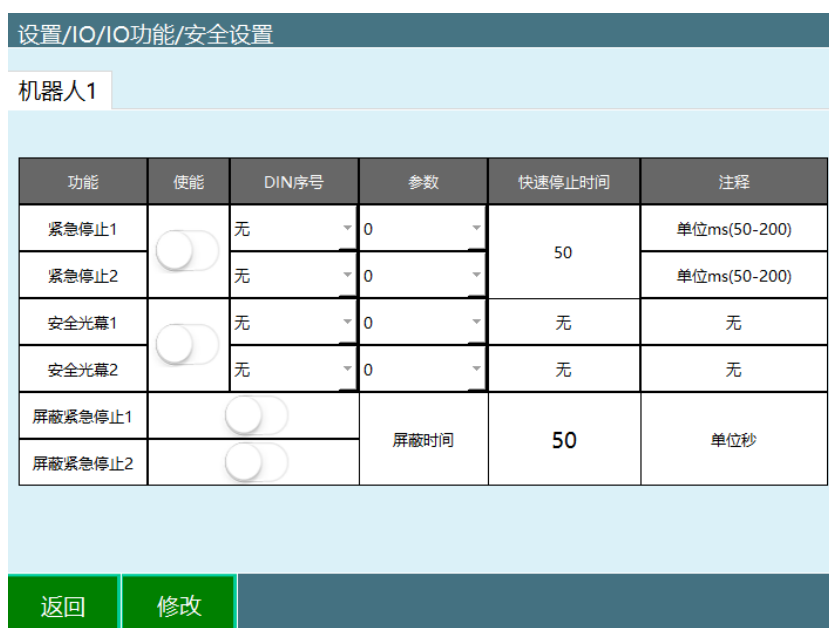 设置/IO/IO功能/安全设置
机器人1
功能 使能 DIN序号 参数 快速停止时间 注释
紧急停止1 无 0 50 单位ms(50-200)
紧急停止2 无 0 单位ms(50-200)
安全光幕1 无 0 无 无
安全光幕2 无 0 无 无
屏蔽紧急停止1 屏蔽时间 50 单位秒
屏蔽紧急停止2
返回 修改